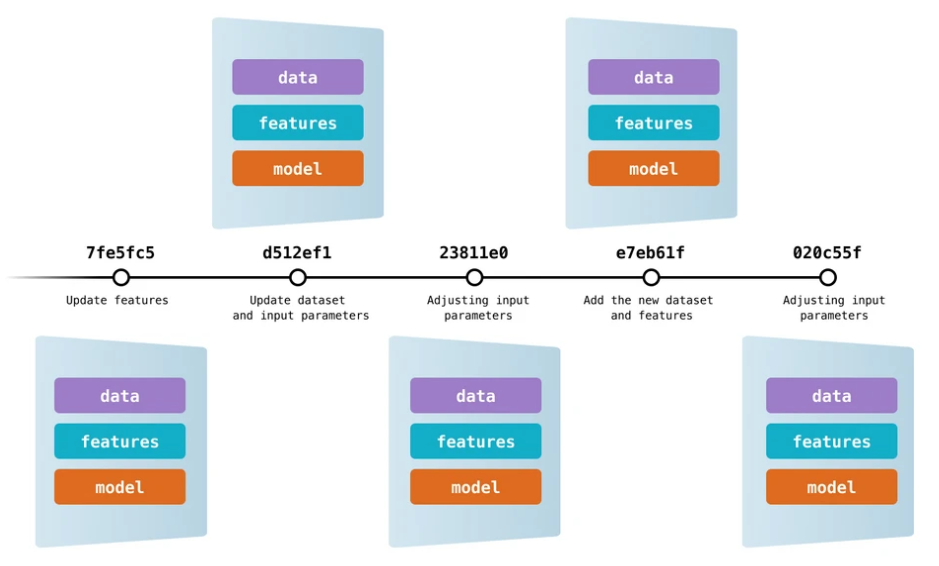 data
features
model
data
features
model
7fe5fc5
d512ef1
23811e0
e7eb61f
020c55f
Update features
Update dataset
and input parameters
Adjusting input
parameters
Add the new dataset
and features
Adjusting input
parameters
data
features
model
data
features
model
data
features
model